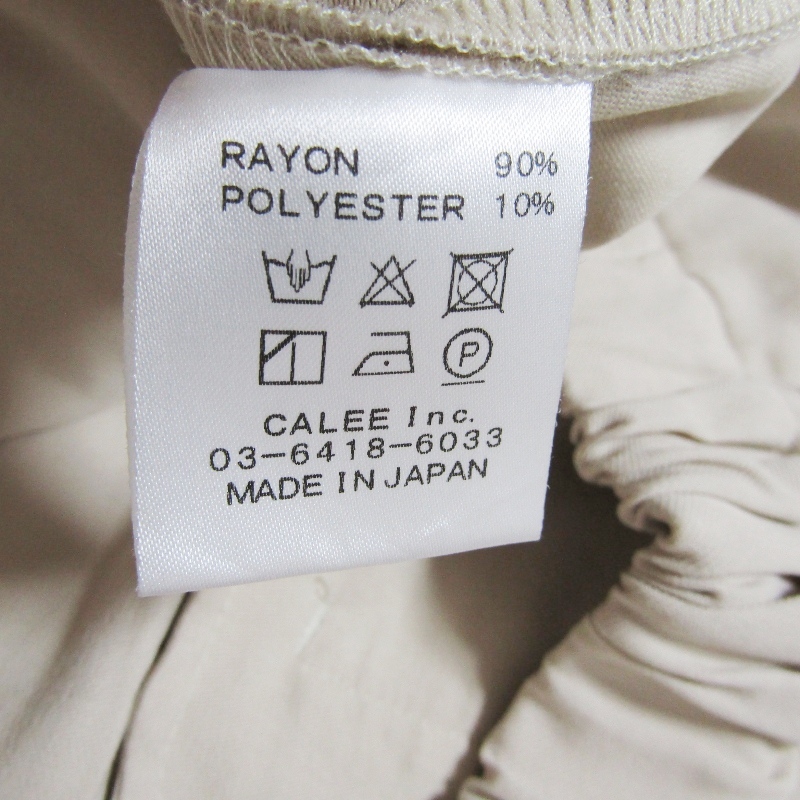 RAYON 90%
POLYESTER 10%
P
CALEE Inc.
03-6418-6033
MADE IN JAPAN